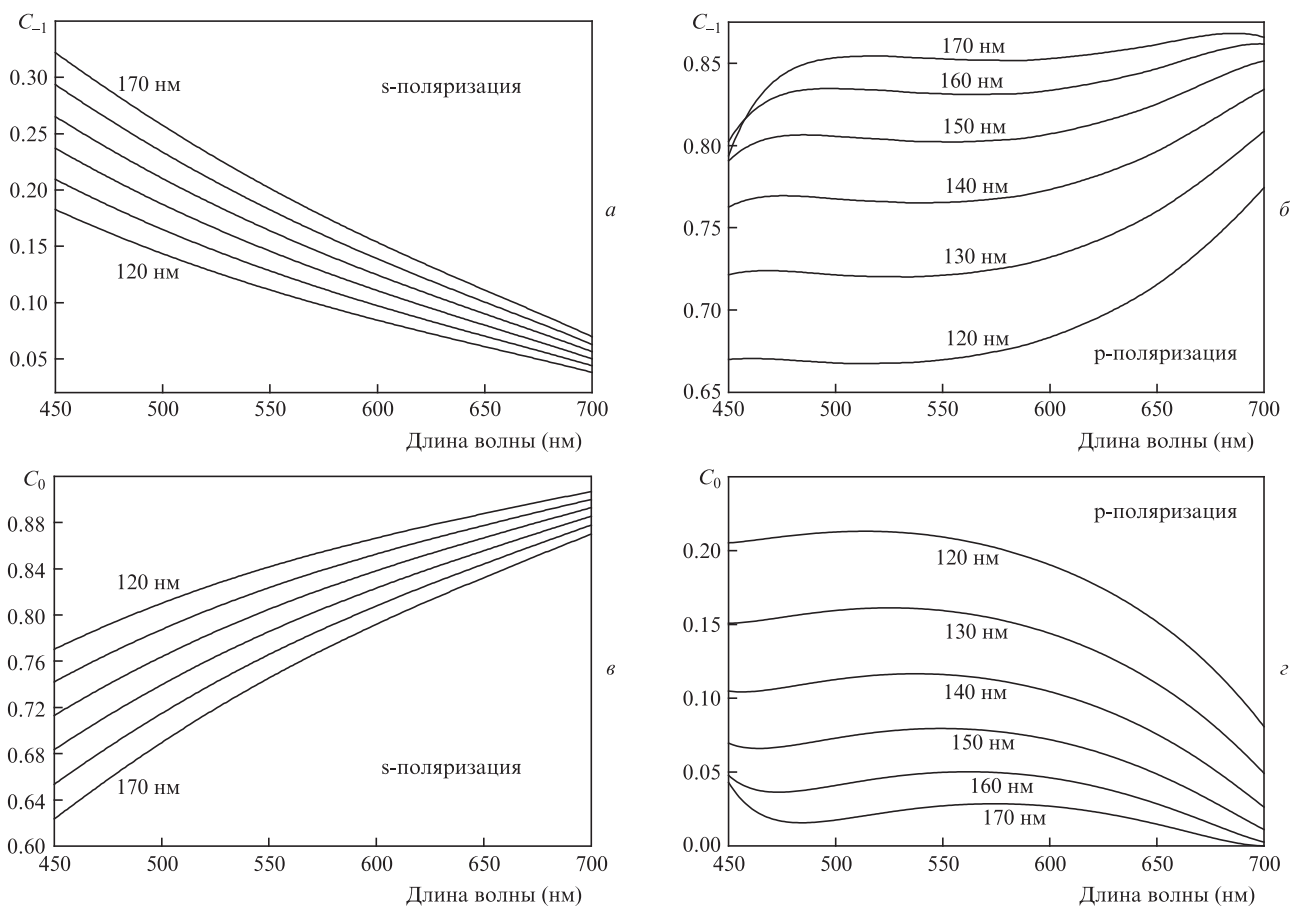 C–1
0.30
0.25
0.20
0.15
0.10
0.05
170 нм
s-поляризация
120 нм
450 500 550 600 650 700
Длина волны (нм)
а
C–1
0.85
0.80
0.75
0.70
0.65
170 нм
160 нм
150 нм
140 нм
130 нм
120 нм
p-поляризация
450 500 550 600 650 700
Длина волны (нм)
б
C0
0.88
0.84
0.80
0.76
0.72
0.68
0.64
0.60
120 нм
170 нм
s-поляризация
450 500 550 600 650 700
Длина волны (нм)
в
C0
0.20
0.15
0.10
0.05
0.00
p-поляризация
120 нм
130 нм
140 нм
150 нм
160 нм
170 нм
450 500 550 600 650 700
Длина волны (нм)
г